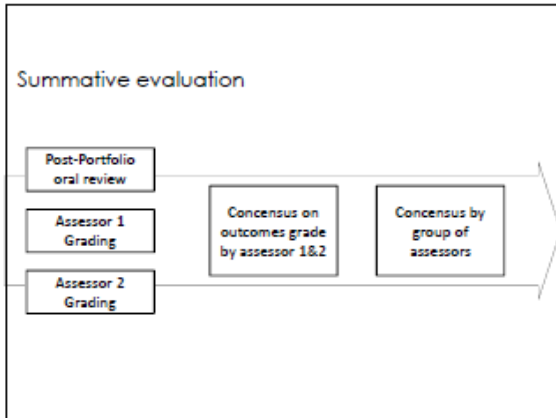 Summative evaluation
Post-Portfolio
oral review
Assessor 1
Grading
Assessor 2
Grading
Concensus on
outcomes grade
by assessor 1&2
Concensus by
group of
assessors